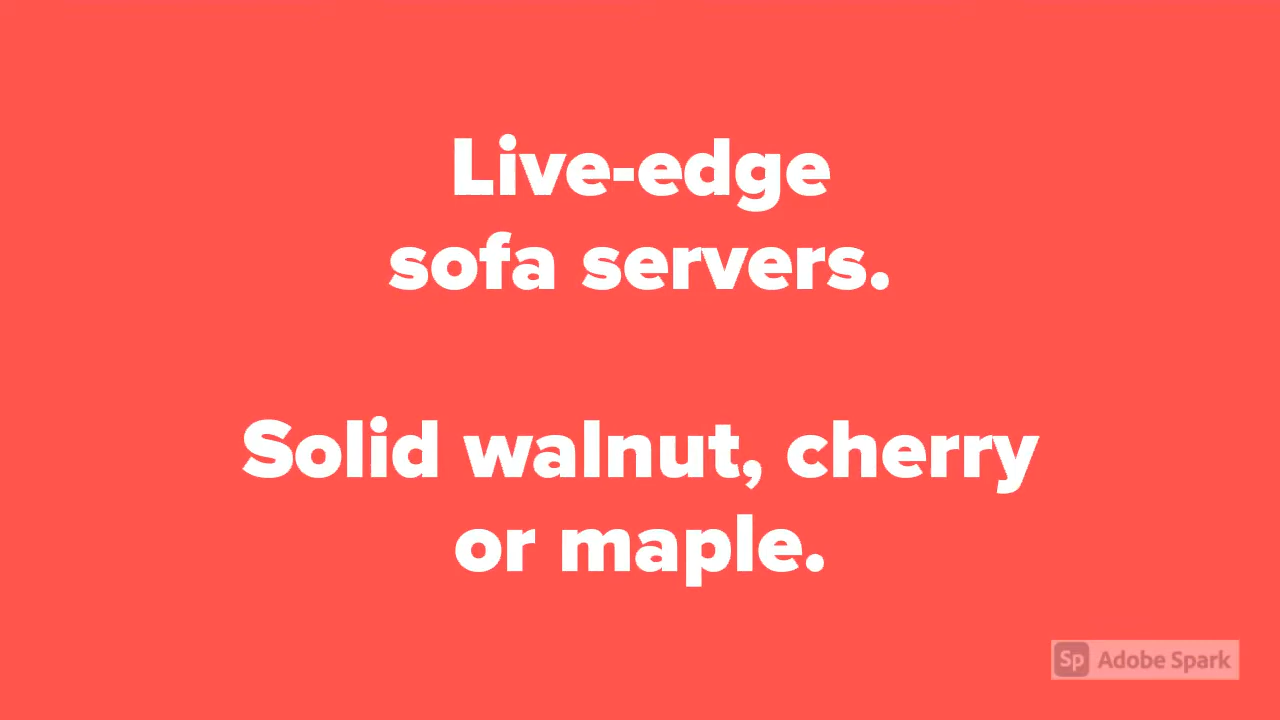 Live-edge
sofa servers.
Solid walnut, cherry
or maple.
Sp Adobe Spark